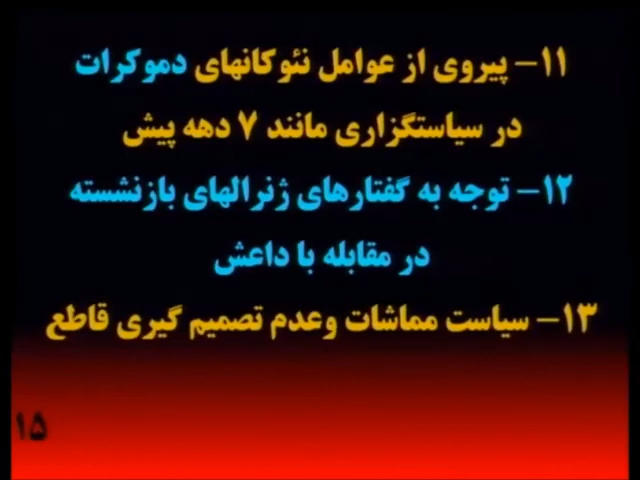 ۱۱- پیروی از عوامل نئوکانهای دموکرات
در سیاستگزاری مانند ۷ دهه پیش
۱۲- توجه به گفتارهای ژنرالهای بازنشسته
در مقابله با داعش
۱۳- سیاست مماشات وعدم تصمیم گیری قاطع
۱۵